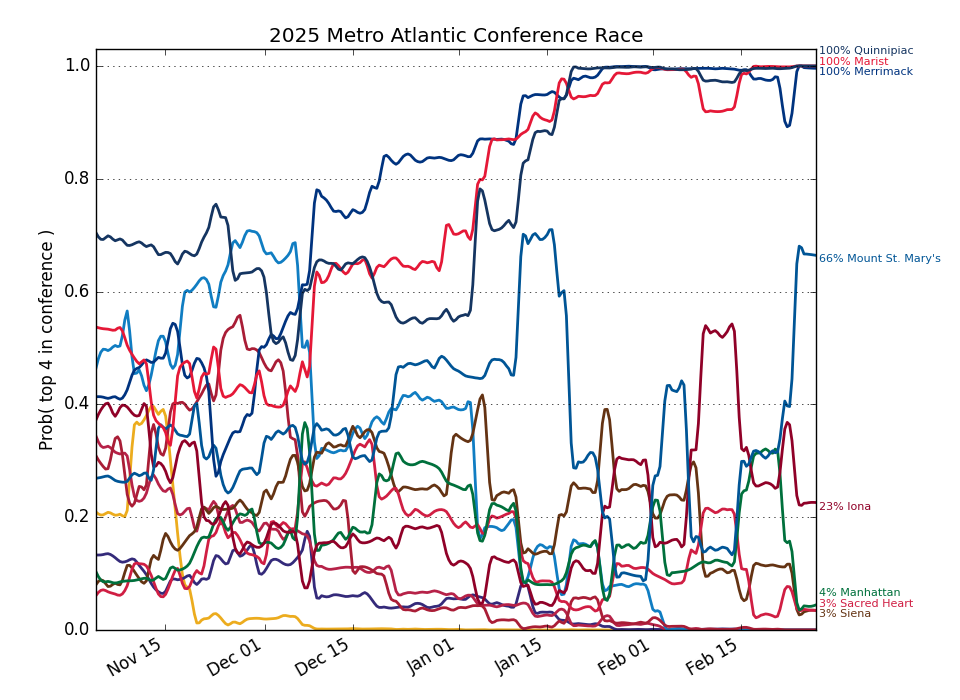 2025 Metro Atlantic Conference Race
Prob( top 4 in conference )
1.0
0.8
0.6
0.4
0.2
0.0
Nov 15
Dec 01
Dec 15
Jan 01
Jan 15
Feb 01
Feb 15
100% Quinnipiac
100% Marist
100% Merrimack
66% Mount St. Mary's
23% Iona
4% Manhattan
3% Sacred Heart
3% Siena